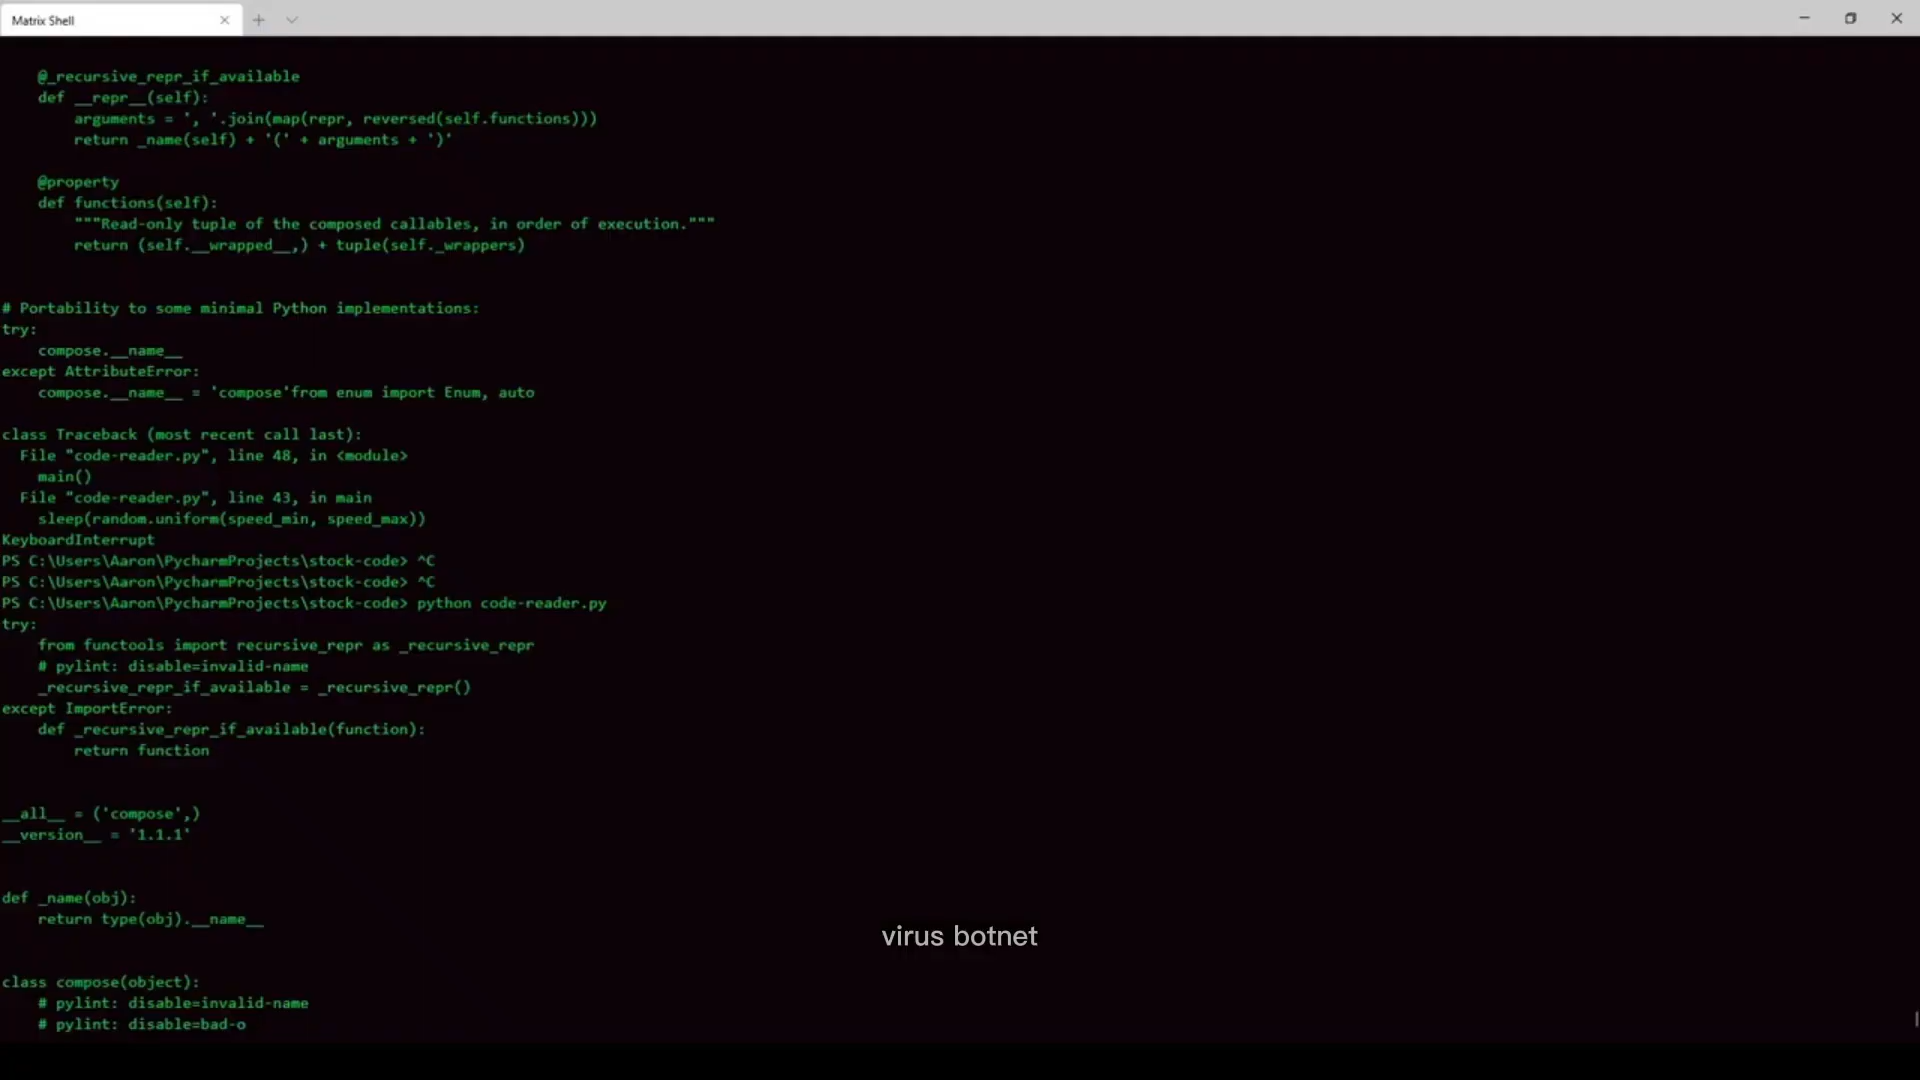 Matrix Shell
@_recursive_repr_if_available
def __repr__(self):
arguments = ', '.join(map(repr, reversed(self.functions)))
return _name(self) + '(' + arguments + ')'
@property
def functions(self):
"""Read-only tuple of the composed callables, in order of execution."""
return (self.__wrapped__,) + tuple(self._wrappers)
# Portability to some minimal Python implementations:
try:
compose.__name__
except AttributeError:
compose.__name__ = 'compose'from enum import Enum, auto
class Traceback (most recent call last):
File "code-reader.py", line 48, in <module>
main()
File "code-reader.py", line 43, in main
sleep(random.uniform(speed_min, speed_max))
KeyboardInterrupt
PS C:\Users\Aaron\PycharmProjects\stock-code> ^C
PS C:\Users\Aaron\PycharmProjects\stock-code> ^C
PS C:\Users\Aaron\PycharmProjects\stock-code> python code-reader.py
try:
from functools import recursive_repr as _recursive_repr
# pylint: disable=invalid-name
_recursive_repr_if_available = _recursive_repr()
except ImportError:
def _recursive_repr_if_available(function):
return function
__all__ = ('compose',)
__version__ = '1.1.1'
def _name(obj):
return type(obj).__name__
virus botnet
class compose(object):
# pylint: disable=invalid-name
# pylint: disable=bad-o